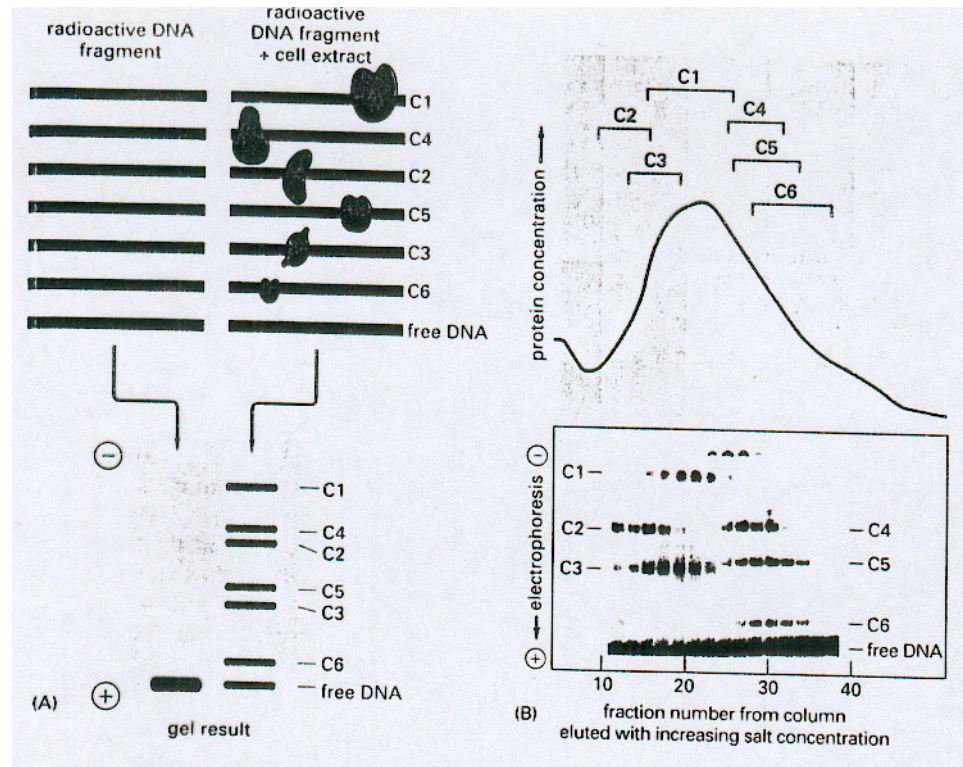 radioactive DNA
fragment
radioactive
DNA fragment
+ cell extract
C1
C4
C2
C5
C3
C6
free DNA
−
C1
C4
C2
C5
C3
C6
free DNA
+
(A)
gel result
protein concentration
C1
C2
C4
C3
C5
C6
−
electrophoresis
+
C1
C2
C3
C4
C5
C6
free DNA
10 20 30 40
(B)
fraction number from column
eluted with increasing salt concentration